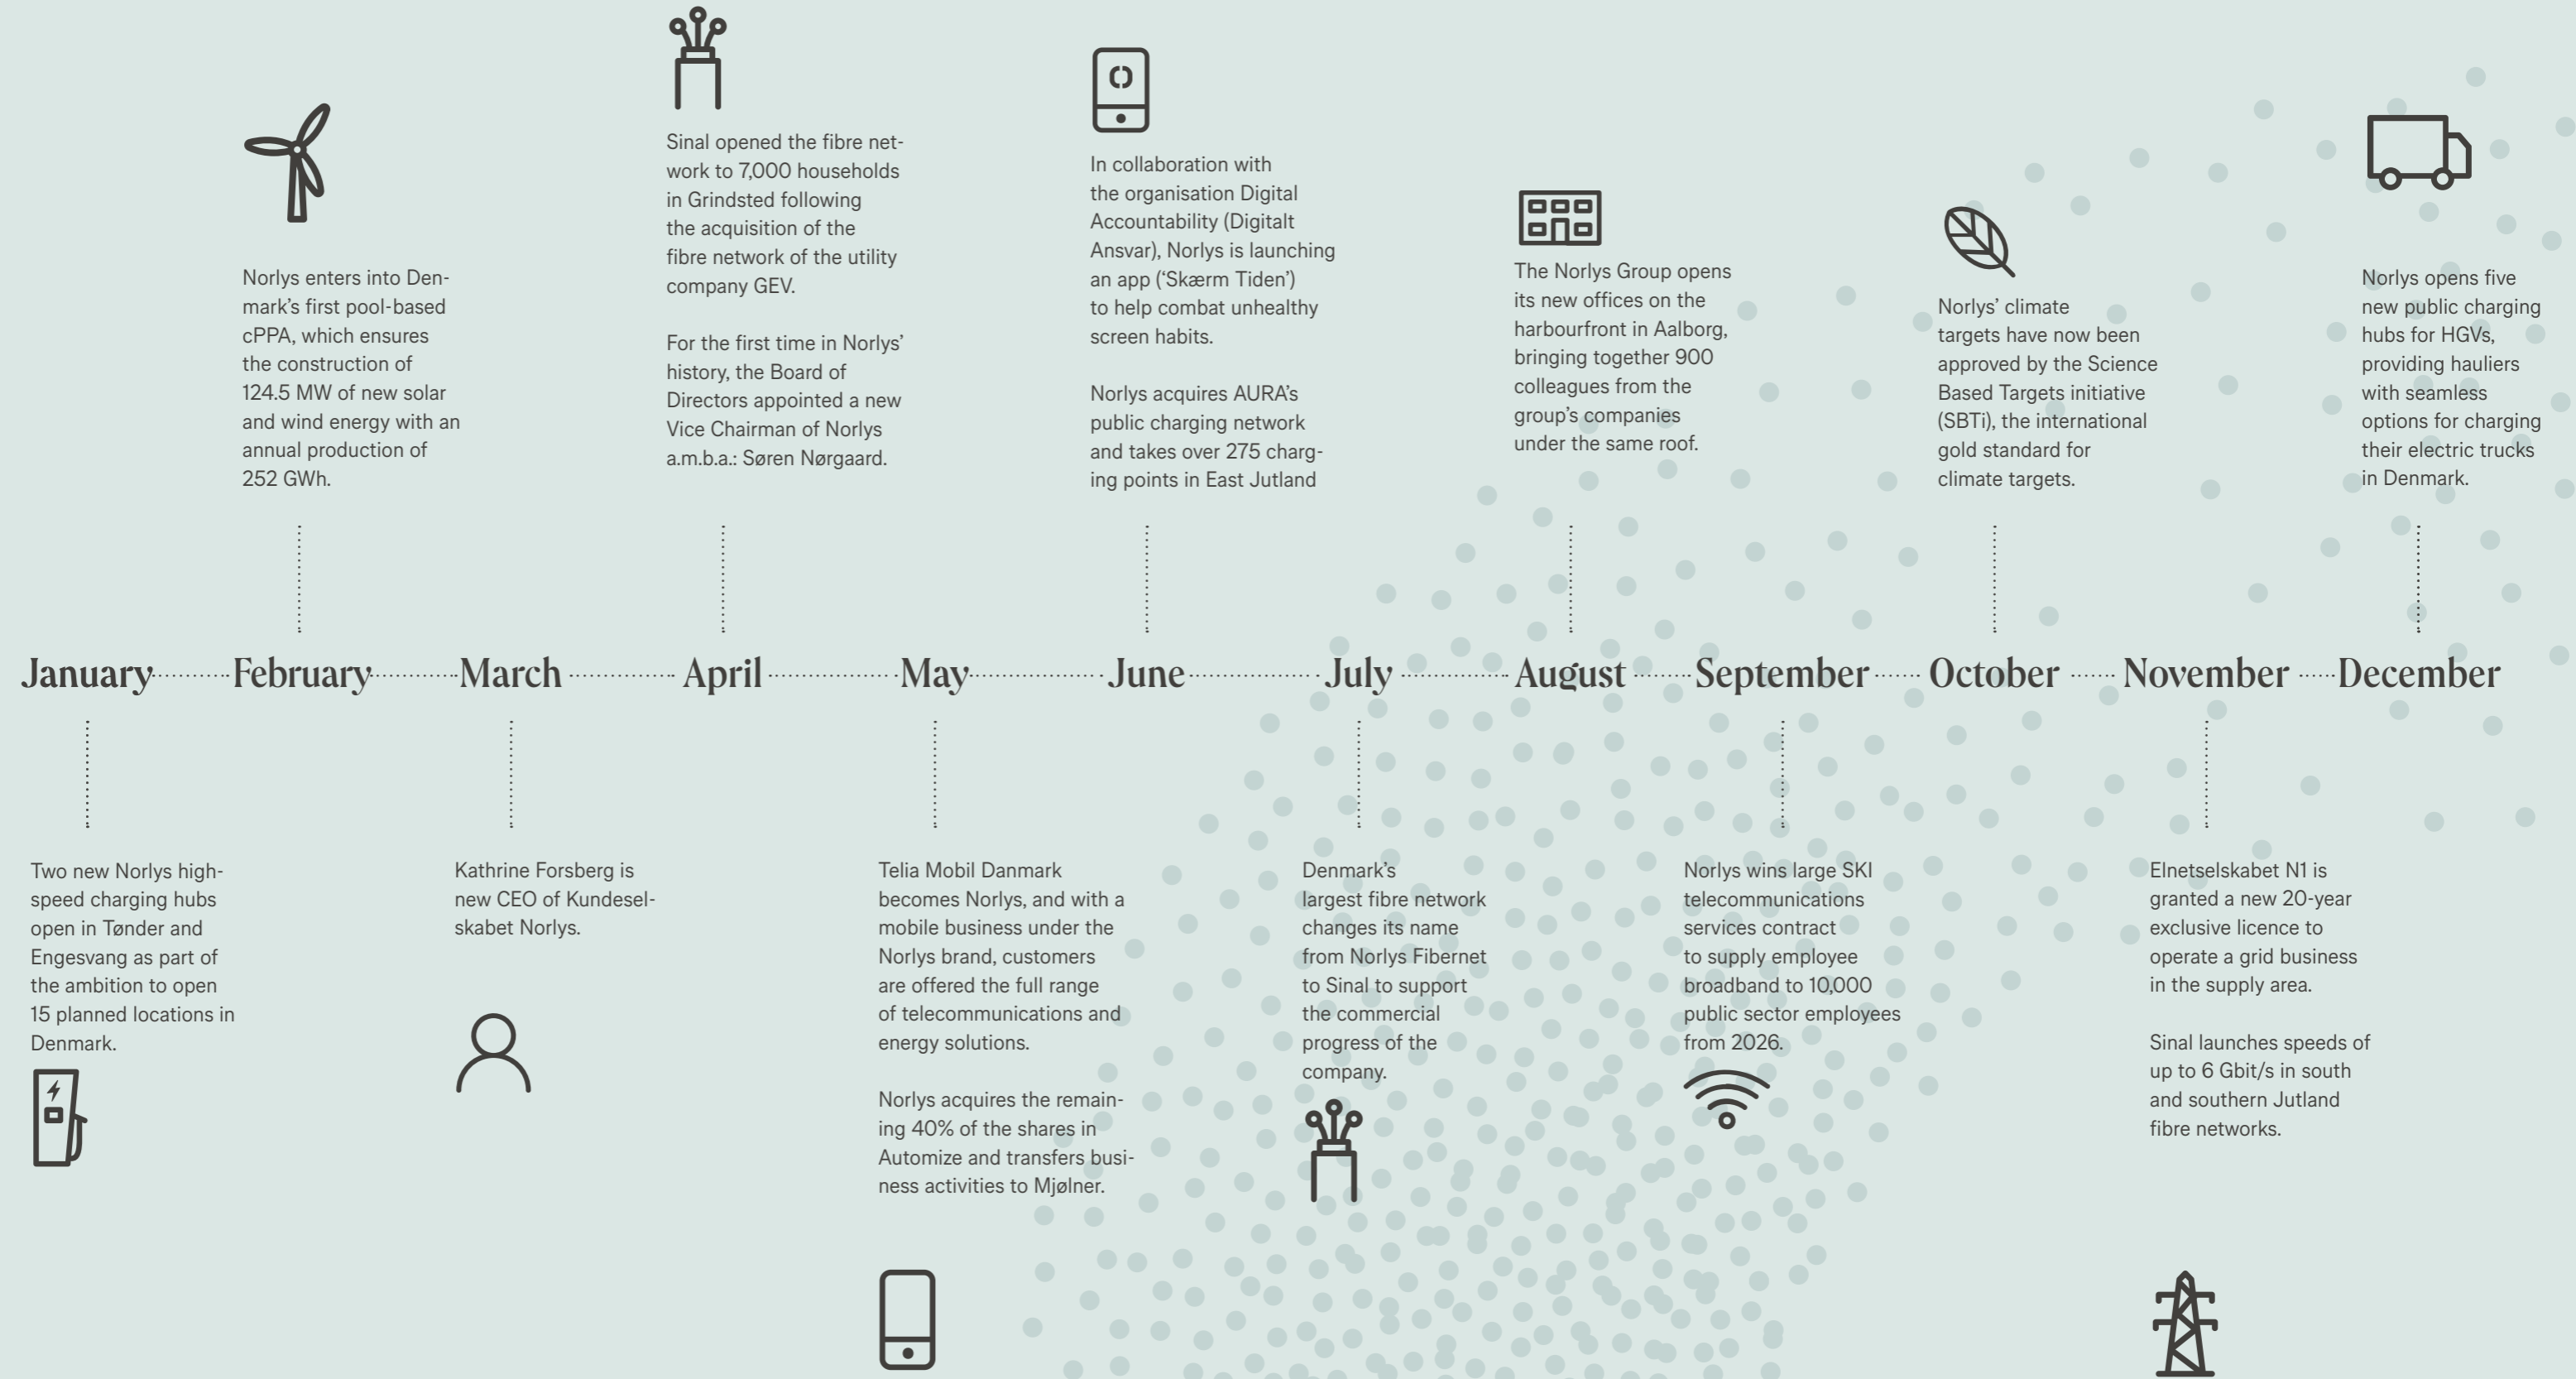 Norlys enters into Den-
mark's first pool-based
cPPA, which ensures
the construction of
124.5 MW of new solar
and wind energy with an
annual production of
252 GWh.
Sinal opened the fibre net-
work to 7,000 households
in Grindsted following
the acquisition of the
fibre network of the utility
company GEV.
For the first time in Norlys'
history, the Board of
Directors appointed a new
Vice Chairman of Norlys
a.m.b.a.: Søren Nørgaard.
In collaboration with
the organisation Digital
Accountability (Digitalt
Ansvar), Norlys is launching
an app (‘Skærm Tiden’)
to help combat unhealthy
screen habits.
Norlys acquires AURA's
public charging network
and takes over 275 charg-
ing points in East Jutland
The Norlys Group opens
its new offices on the
harbourfront in Aalborg,
bringing together 900
colleagues from the
group's companies
under the same roof.
Norlys' climate
targets have now been
approved by the Science
Based Targets initiative
(SBTi), the international
gold standard for
climate targets.
Norlys opens five
new public charging
hubs for HGVs,
providing hauliers
with seamless
options for charging
their electric trucks
in Denmark.
January February March April May June July August September October November December
Two new Norlys high-
speed charging hubs
open in Tønder and
Engesvang as part of
the ambition to open
15 planned locations in
Denmark.
Kathrine Forsberg is
new CEO of Kundesel-
skabet Norlys.
Telia Mobil Danmark
becomes Norlys, and with a
mobile business under the
Norlys brand, customers
are offered the full range
of telecommunications and
energy solutions.
Norlys acquires the remain-
ing 40% of the shares in
Automize and transfers busi-
ness activities to Mjølner.
Denmark's
largest fibre network
changes its name
from Norlys Fibernet
to Sinal to support
the commercial
progress of the
company.
Norlys wins large SKI
telecommunications
services contract
to supply employee
broadband to 10,000
public sector employees
from 2026.
Elnetselskabet N1 is
granted a new 20-year
exclusive licence to
operate a grid business
in the supply area.
Sinal launches speeds of
up to 6 Gbit/s in south
and southern Jutland
fibre networks.